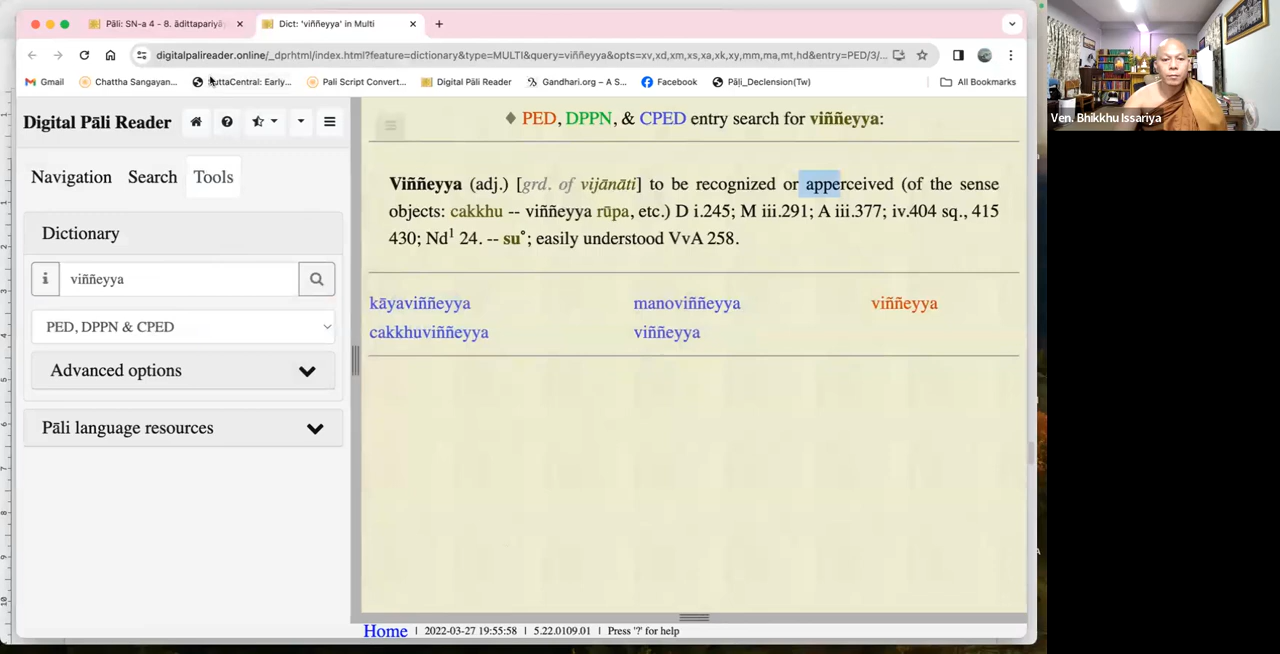 Pāli: SN-a 4 - 8. ādittapariyā
Dict: 'viññeyya' in Multi
digitalpalireader.online/_dprhtml/index.html?feature=dictionary&type=MULTI&query=viññeyya&opts=xv,xd,xm,xs,xa,xk,xy,mm,ma,mt,hd&entry=PED/3/...
Gmail
Chattha Sangayan...
SuttaCentral: Early...
Pali Script Convert...
Digital Pāli Reader
Gandhari.org – A S...
Facebook
Pāḷi_Declension(Tw)
All Bookmarks
Digital Pāli Reader
Navigation Search Tools
Dictionary
viññeyya
PED, DPPN & CPED
Advanced options
Pāli language resources
♦ PED, DPPN, & CPED entry search for viññeyya:
Viññeyya (adj.) [grd. of vijānāti] to be recognized or apperceived (of the sense
objects: cakkhu -- viññeyya rūpa, etc.) D i.245; M iii.291; A iii.377; iv.404 sq., 415
430; Nd1 24. -- su°; easily understood VvA 258.
kāyaviññeyya manoviññeyya viññeyya
cakkhuviññeyya viññeyya
Home | 2022-03-27 19:55:58 | 5.22.0109.01 | Press '?' for help
Ven. Bhikkhu Issariya